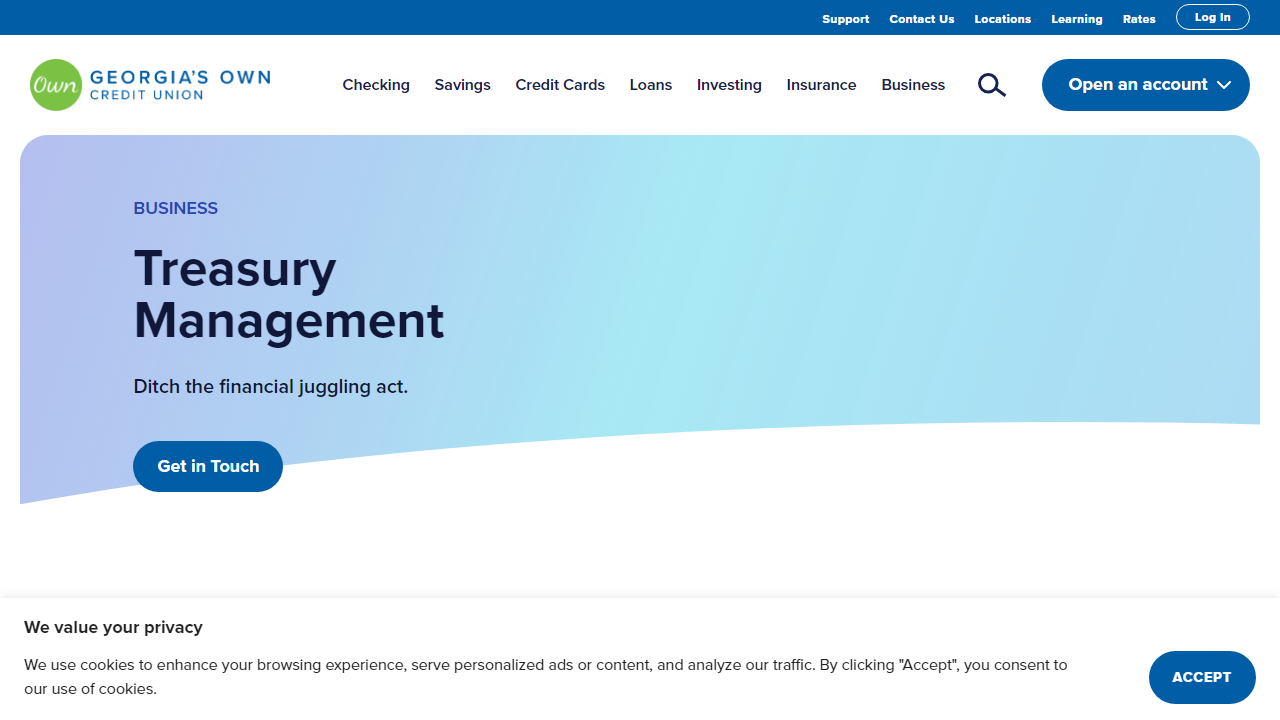 Support Contact Us Locations Learning Rates Log In
Own GEORGIA'S OWN
CREDIT UNION
Checking Savings Credit Cards Loans Investing Insurance Business Open an account
BUSINESS
Treasury
Management
Ditch the financial juggling act.
Get in Touch
We value your privacy
We use cookies to enhance your browsing experience, serve personalized ads or content, and analyze our traffic. By clicking "Accept", you consent to
our use of cookies.
ACCEPT